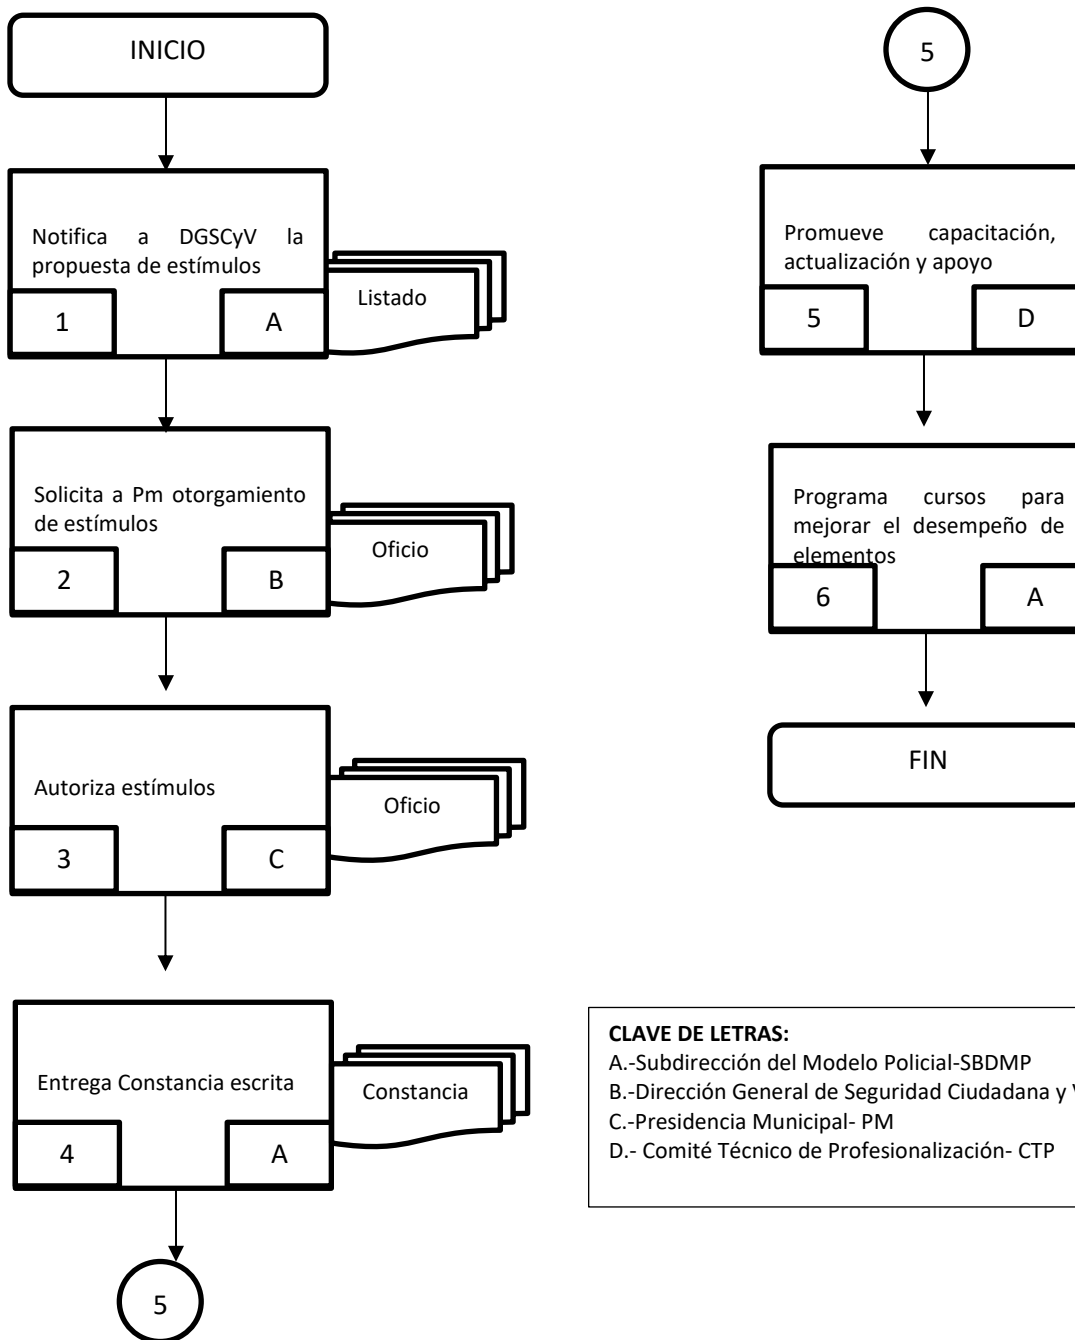 INICIO
Notifica a DGSCyV la
propuesta de estímulos
1
A
Listado
Solicita a Pm otorgamiento
de estímulos
2
B
Oficio
Autoriza estímulos
3
C
Oficio
Entrega Constancia escrita
4
A
Constancia
5
5
Promueve capacitación,
actualización y apoyo
5
D
Programa cursos para
mejorar el desempeño de
elementos
6
A
FIN
CLAVE DE LETRAS:
A.-Subdirección del Modelo Policial-SBDMP
B.-Dirección General de Seguridad Ciudadana y
C.-Presidencia Municipal- PM
D.- Comité Técnico de Profesionalización- CTP